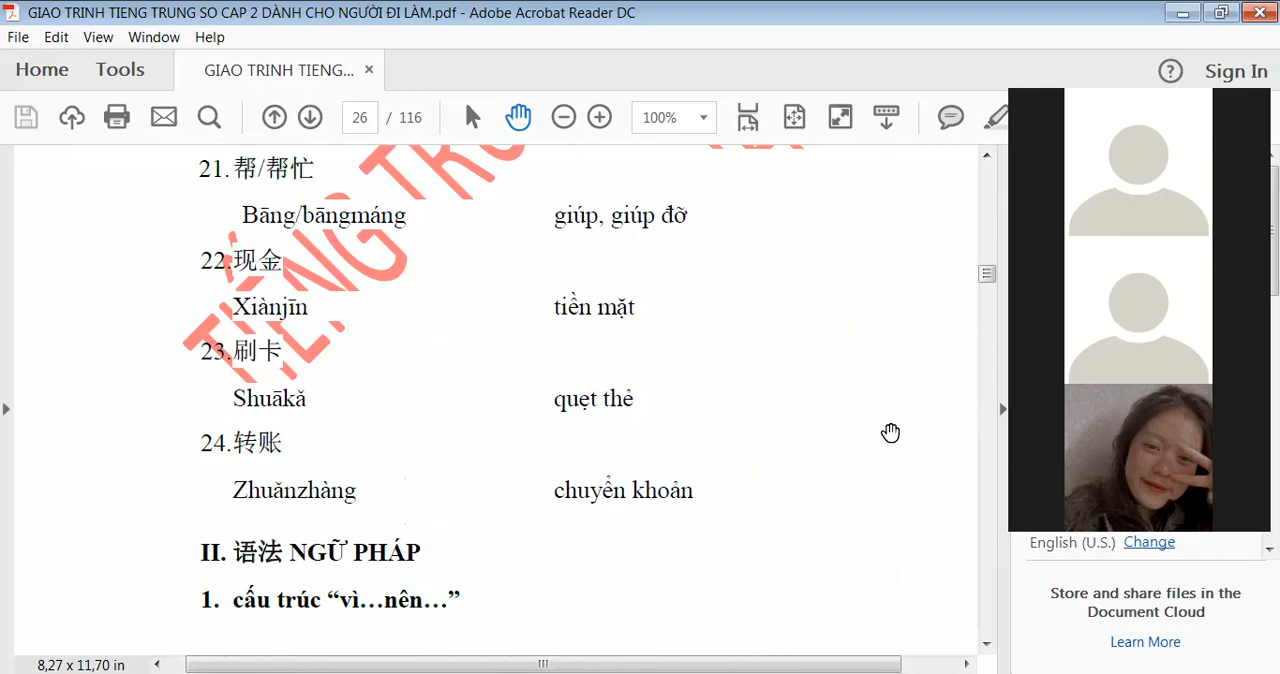 GIAO TRINH TIENG TRUNG SO CAP 2 DÀNH CHO NGƯỜI ĐI LÀM.pdf - Adobe Acrobat Reader DC
File Edit View Window Help
Home Tools GIAO TRINH TIENG... × Sign In
26 / 116 100%
21. 帮/帮忙
Bāng/bāngmáng giúp, giúp đỡ
22.现金
Xiànjīn tiền mặt
23.刷卡
Shuākǎ quẹt thẻ
24.转账
Zhuǎnzhàng chuyển khoản
II. 语法 NGỮ PHÁP
1. cấu trúc “vì…nên…”
English (U.S.) Change
Store and share files in the
Document Cloud
Learn More
8,27 x 11,70 in